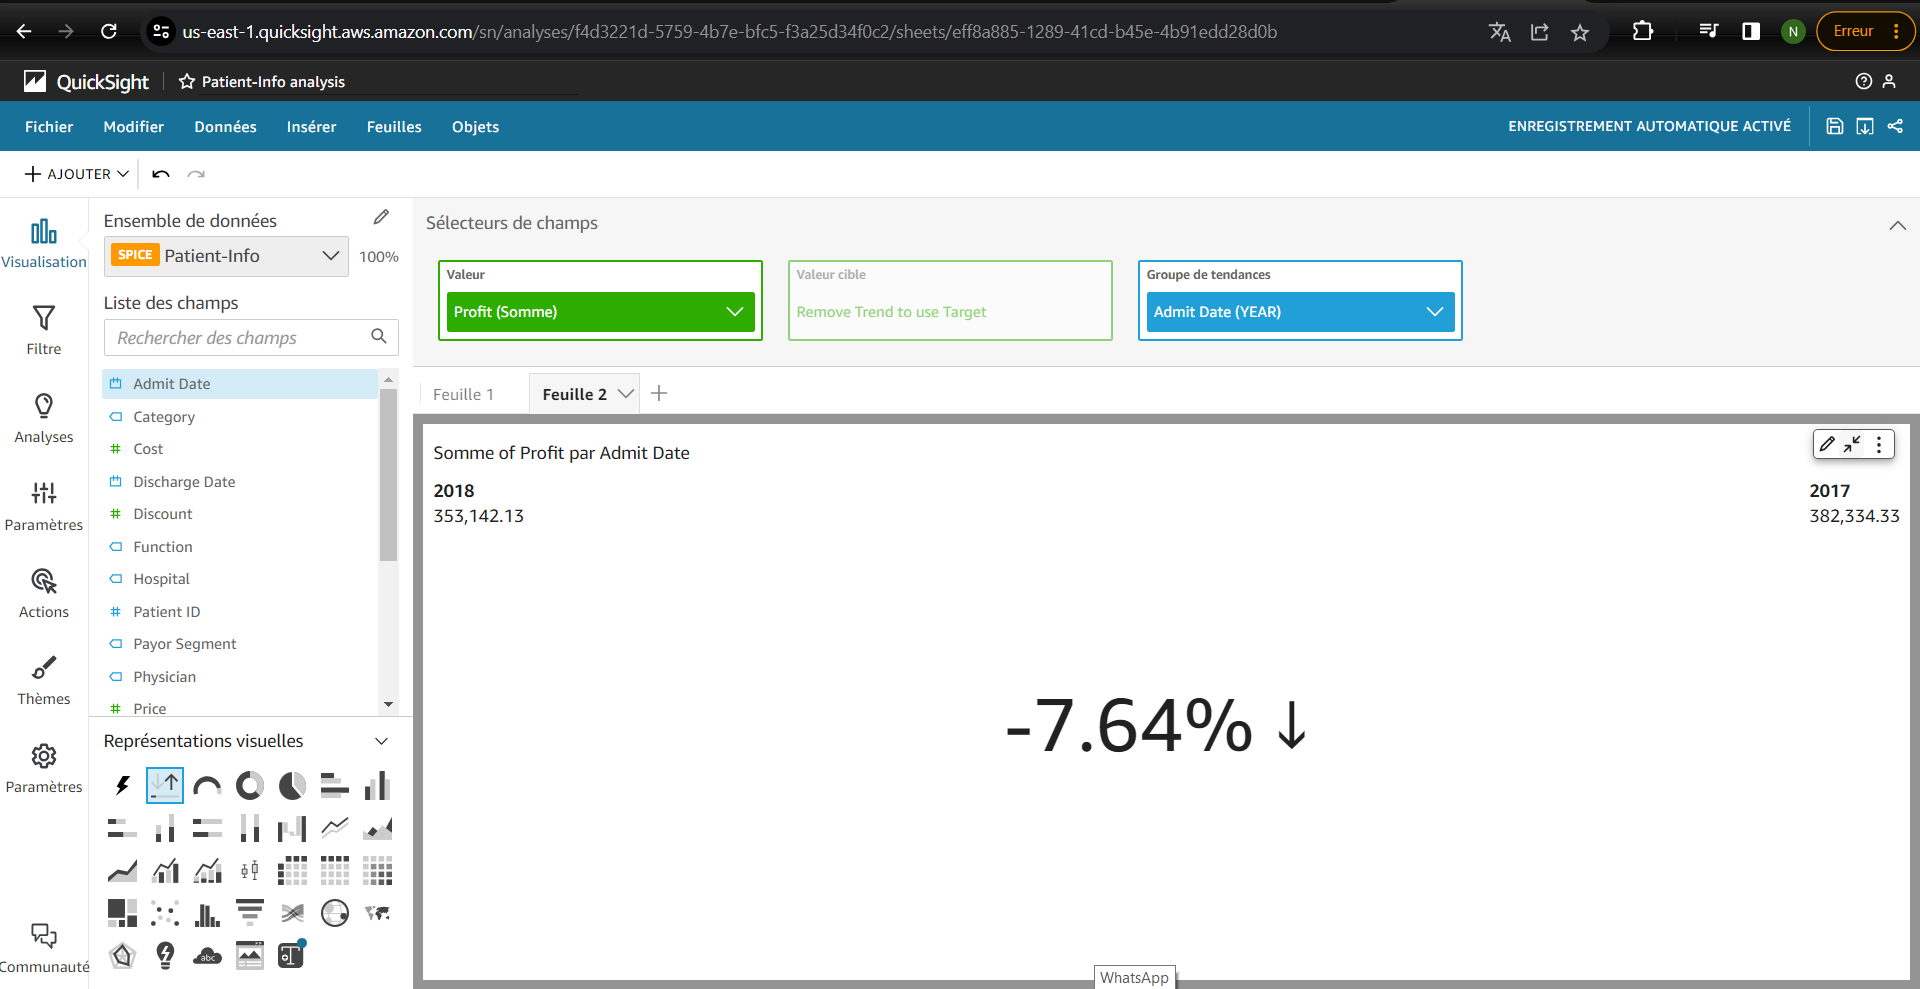 us-east-1.quicksight.aws.amazon.com/sn/analyses/f4d3221d-5759-4b7e-bfc5-f3a25d34f0c2/sheets/eff8a885-1289-41cd-b45e-4b91edd28d0b
N
Erreur
QuickSight
Patient-Info analysis
Fichier
Modifier
Données
Insérer
Feuilles
Objets
ENREGISTREMENT AUTOMATIQUE ACTIVÉ
AJOUTER
Visualisation
Filtre
Analyses
Paramètres
Actions
Thèmes
Paramètres
Communauté
Ensemble de données
SPICE Patient-Info
100%
Liste des champs
Rechercher des champs
Admit Date
Category
Cost
Discharge Date
Discount
Function
Hospital
Patient ID
Payor Segment
Physician
Price
Représentations visuelles
abc
Sélecteurs de champs
Valeur
Profit (Somme)
Valeur cible
Remove Trend to use Target
Groupe de tendances
Admit Date (YEAR)
Feuille 1
Feuille 2
Somme of Profit par Admit Date
2018
353,142.13
2017
382,334.33
-7.64%
WhatsApp